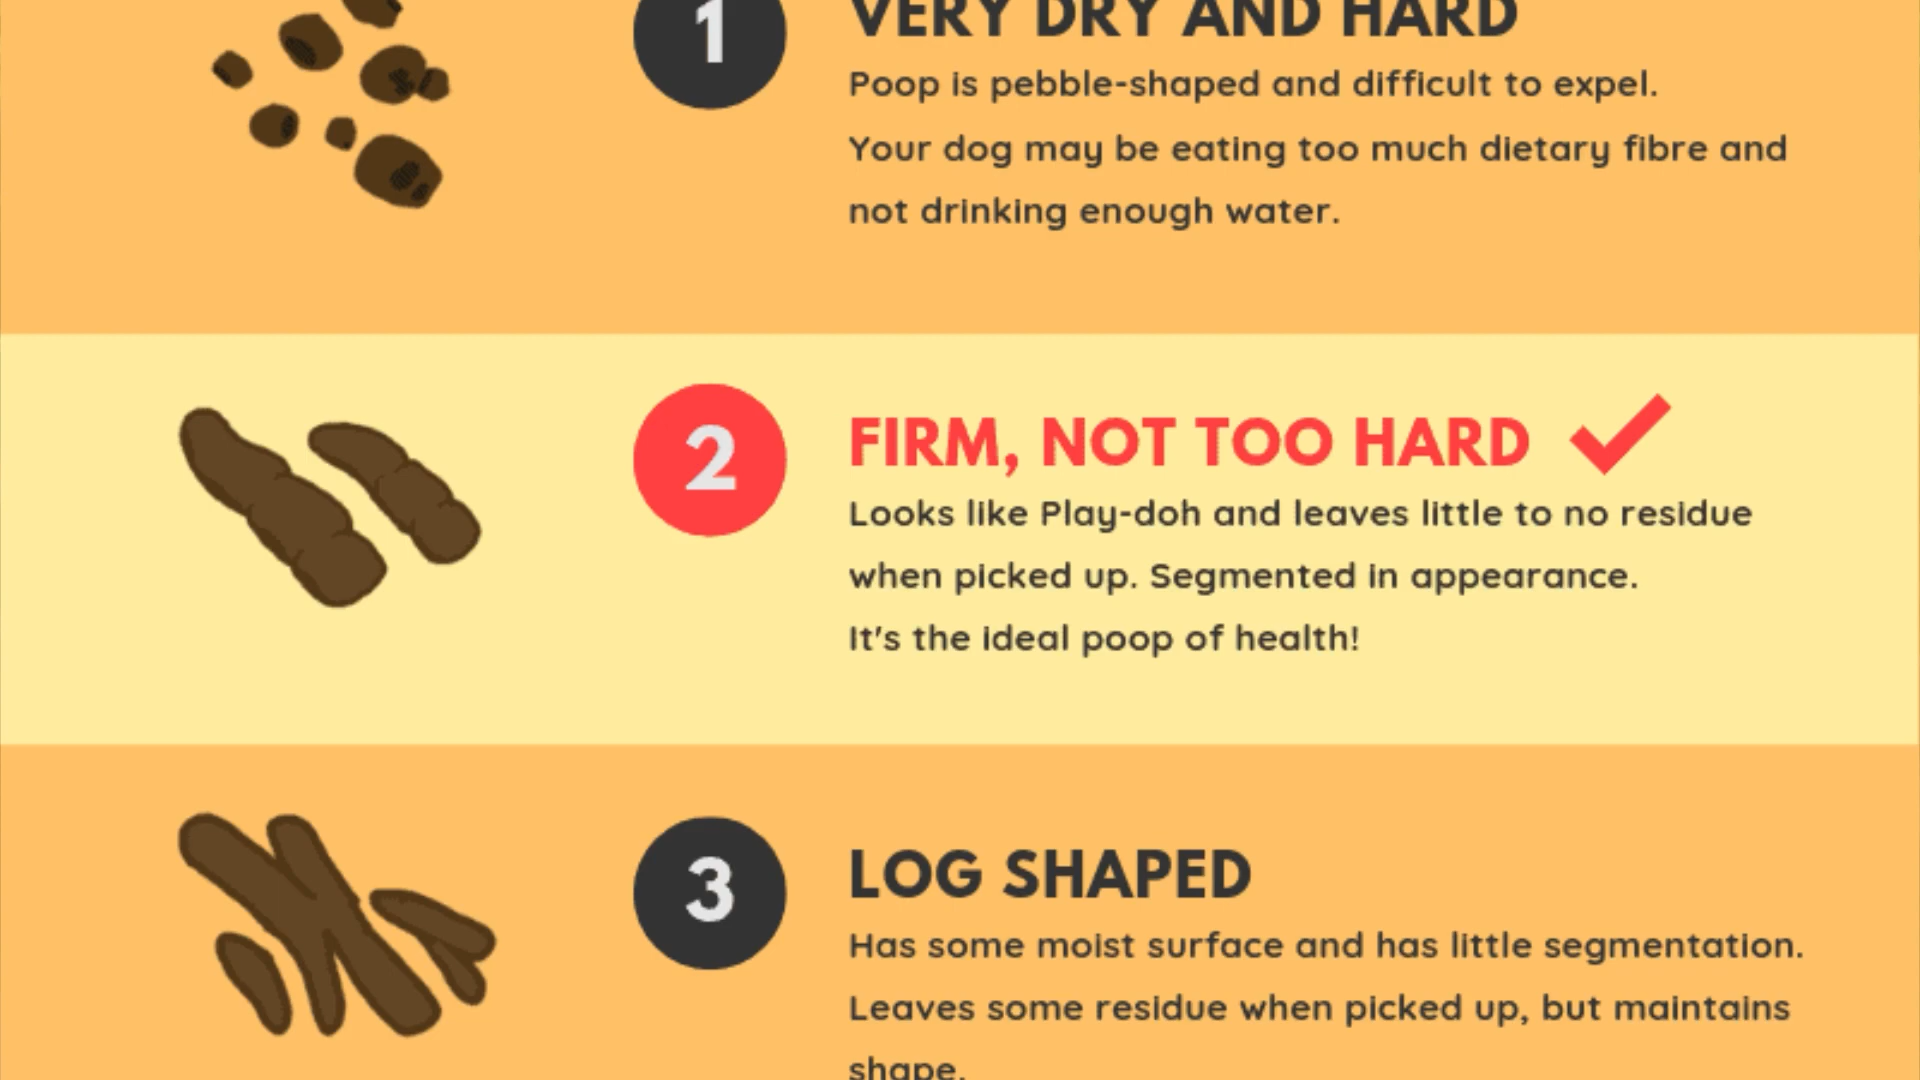 1
VERY DRY AND HARD
Poop is pebble-shaped and difficult to expel.
Your dog may be eating too much dietary fibre and
not drinking enough water.
2
FIRM, NOT TOO HARD
Looks like Play-doh and leaves little to no residue
when picked up. Segmented in appearance.
It's the ideal poop of health!
3
LOG SHAPED
Has some moist surface and has little segmentation.
Leaves some residue when picked up, but maintains
shape.